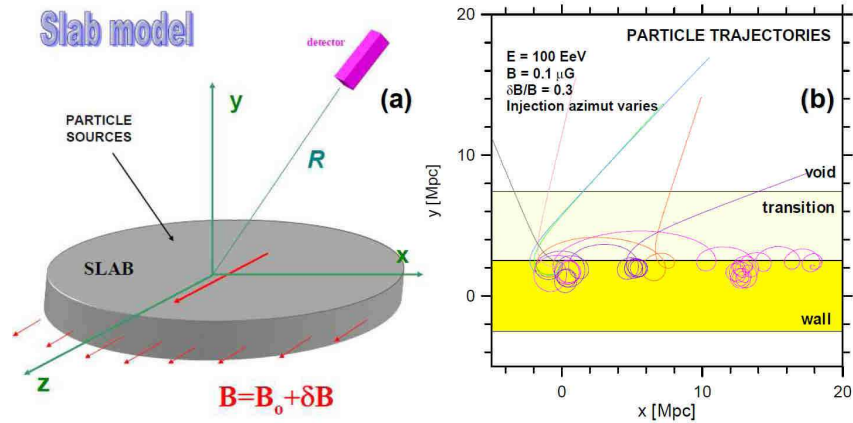 Slab model
detector
(a)
y
PARTICLE
SOURCES
R
SLAB
x
z
B=Bₒ+δB
20
10
0
y [Mpc]
PARTICLE TRAJECTORIES
E = 100 EeV
B = 0.1 μG
δB/B = 0.3
Injection azimut varies
(b)
void
transition
wall
0
10
20
x [Mpc]